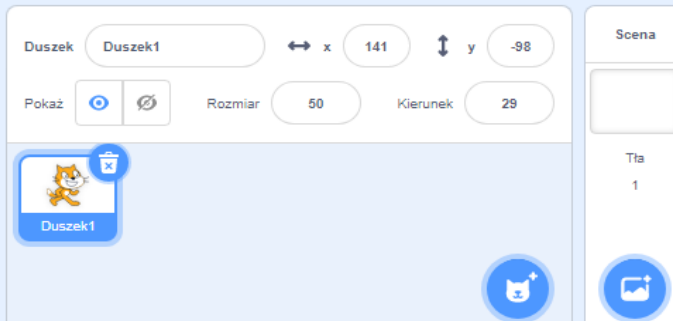 Duszek Duszek1 x 141 y -98
Pokaż Rozmiar 50 Kierunek 29
Duszek1
Scena
Tła
1